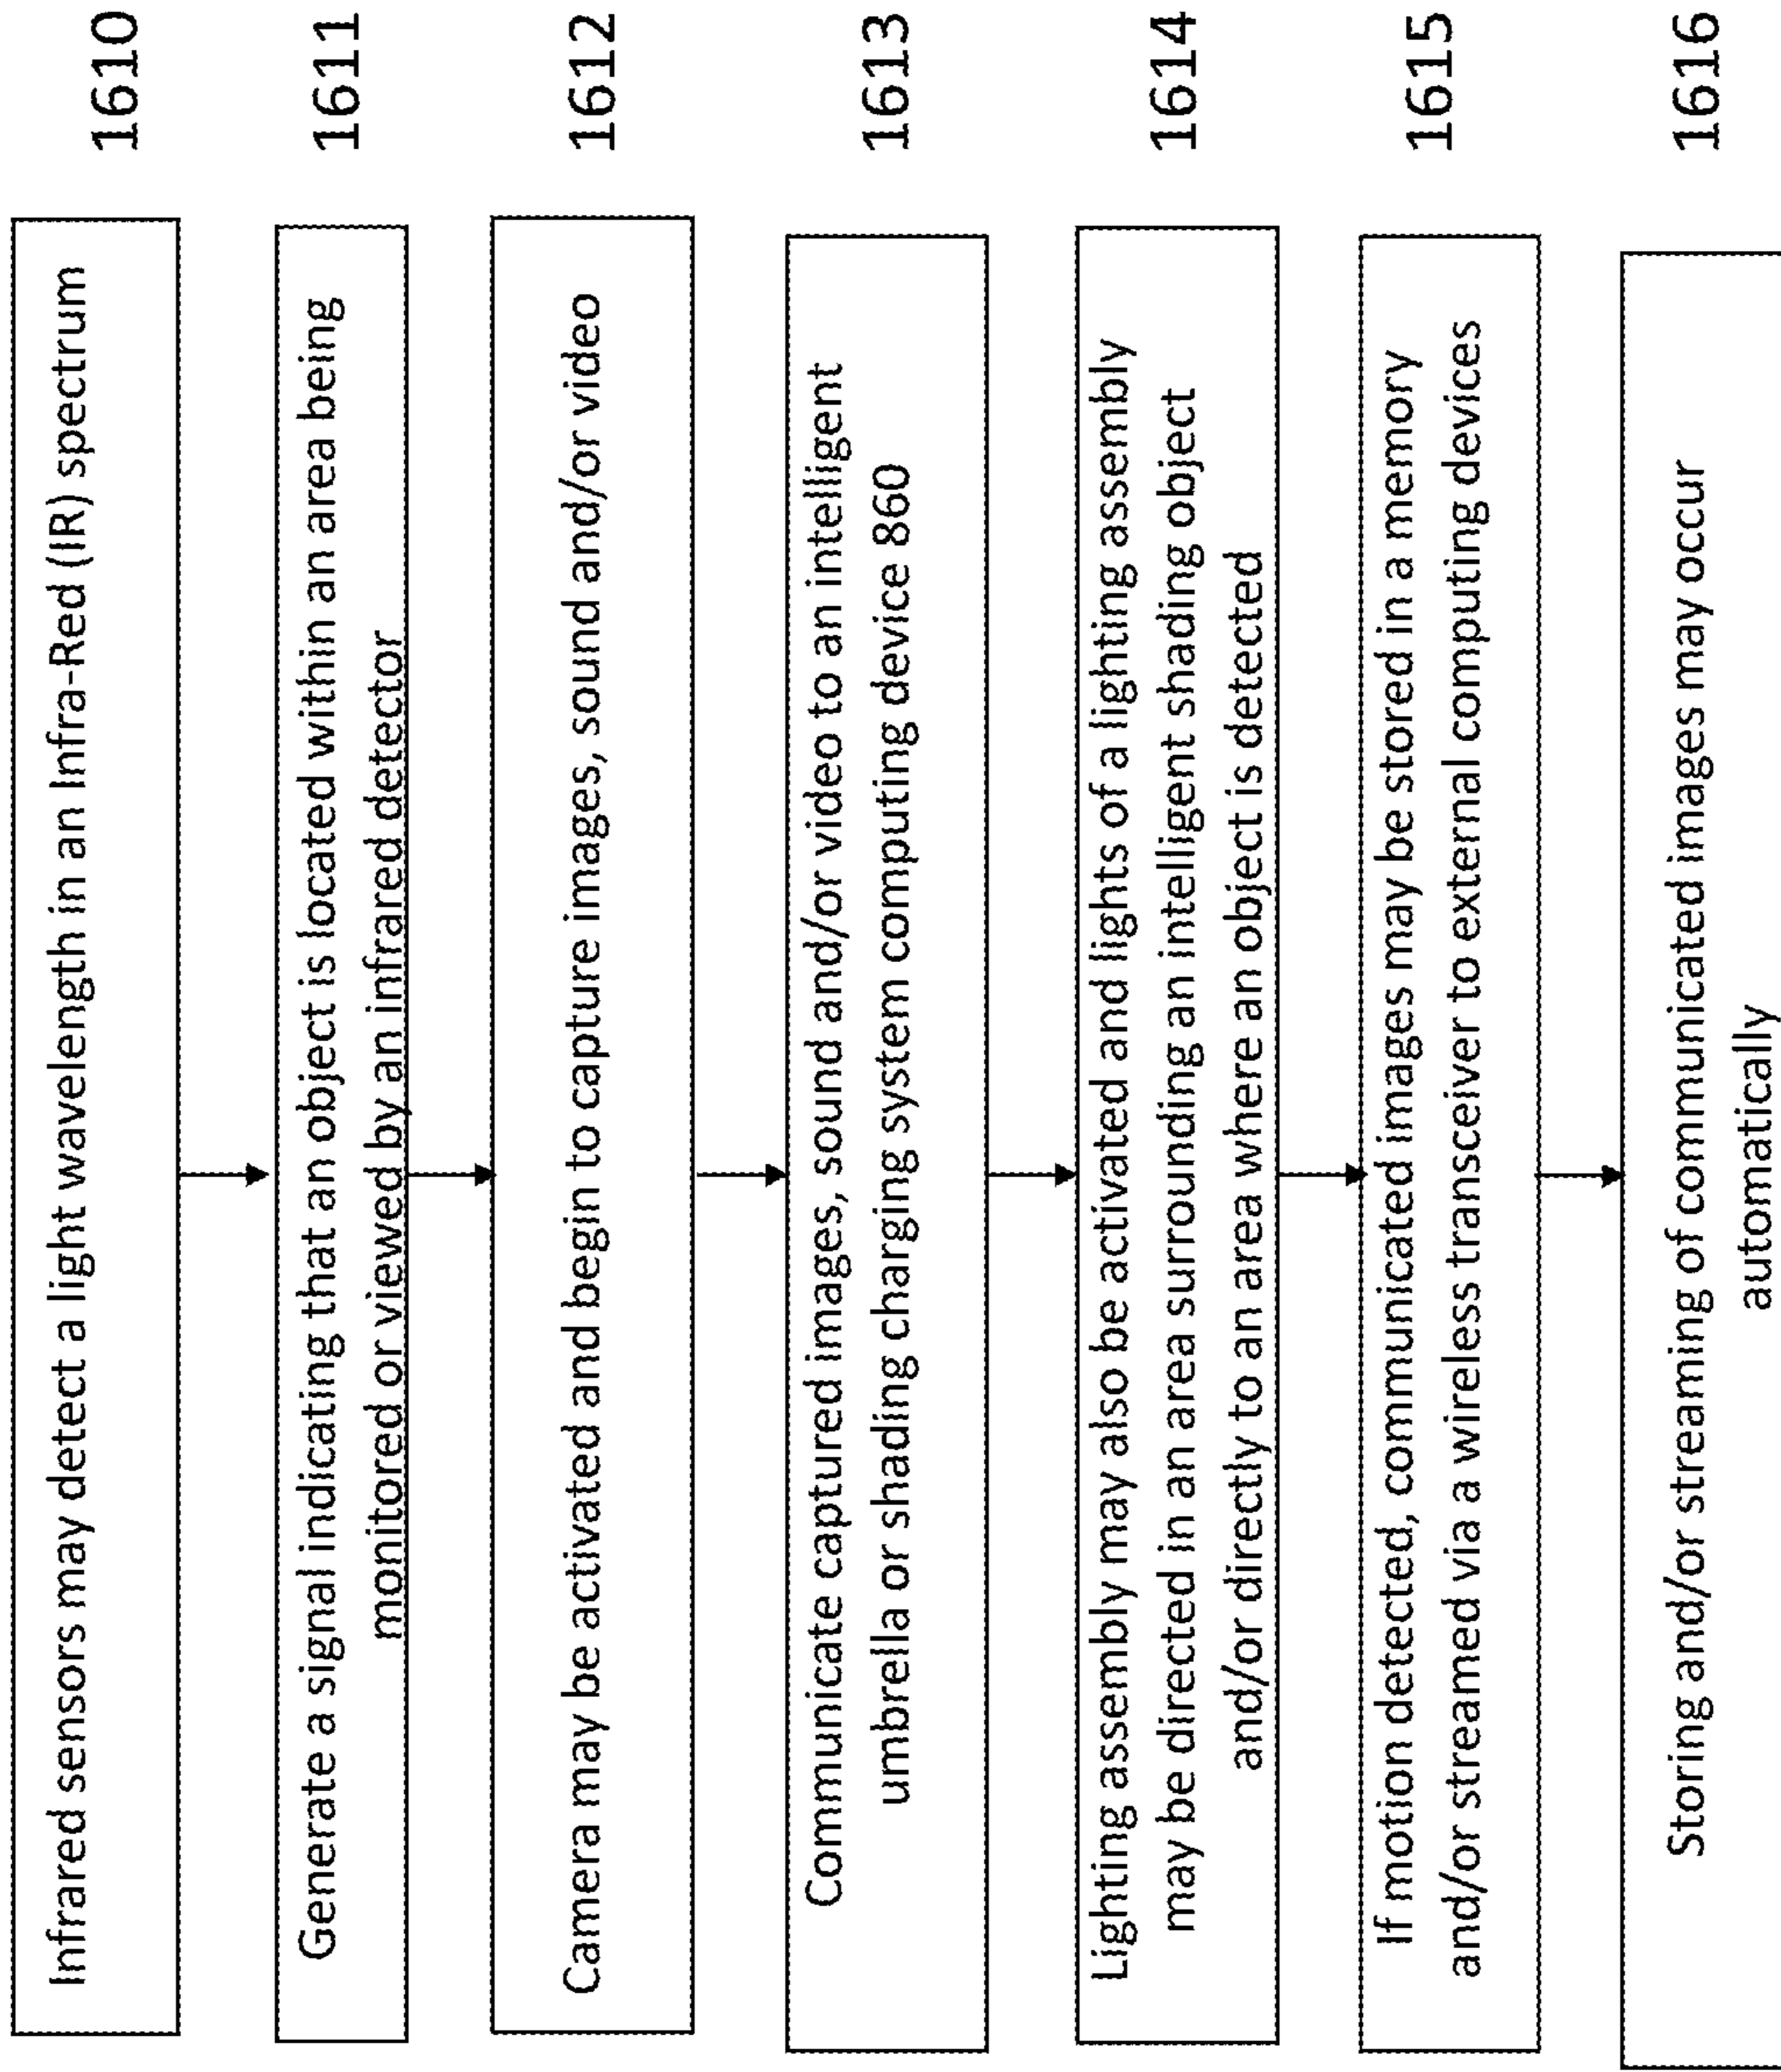 Infrared sensors may detect a light wavelength in an Infra-Red (IR) spectrum
1610
Generate a signal indicating that an object is located within an area being
monitored or viewed by an infrared detector
1611
Camera may be activated and begin to capture images, sound and/or video
1612
Communicate captured images, sound and/or video to an intelligent
umbrella or shading charging system computing device 860
1613
Lighting assembly may also be activated and lights of a lighting assembly
may be directed in an area surrounding an intelligent shading object
and/or directly to an area where an object is detected
1614
If motion detected, communicated images may be stored in a memory
and/or streamed via a wireless transceiver to external computing devices
1615
Storing and/or streaming of communicated images may occur
automatically
1616